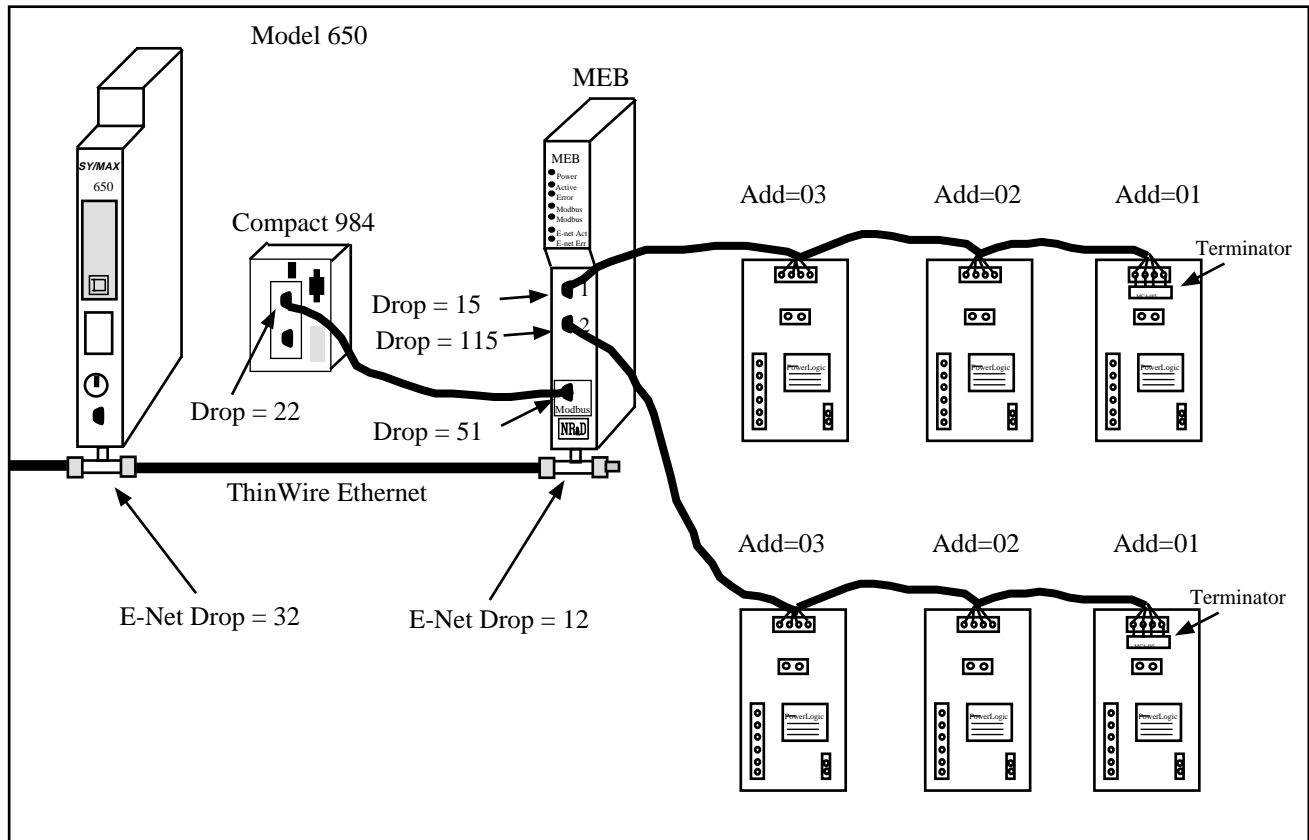 Model 650
MEB
SY/MAX
650
MEB
Power
Active
Error
Modbus
Modbus
E-net Act
E-net Err
Compact 984
Add=03
Add=02
Add=01
Terminator
1
2
Drop = 15
Drop = 115
PowerLogic
PowerLogic
PowerLogic
Drop = 22
Drop = 51
Modbus
NR&D
ThinWire Ethernet
E-Net Drop = 32
E-Net Drop = 12
Add=03
Add=02
Add=01
Terminator
PowerLogic
PowerLogic
PowerLogic